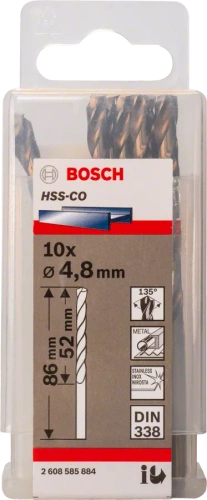 BOSCH
HSS-CO
10x
Ø 4,8 mm
135°
86 mm
52 mm
METAL
STAINLESS
INOX
NIROSTA
DIN
338
2 608 585 884